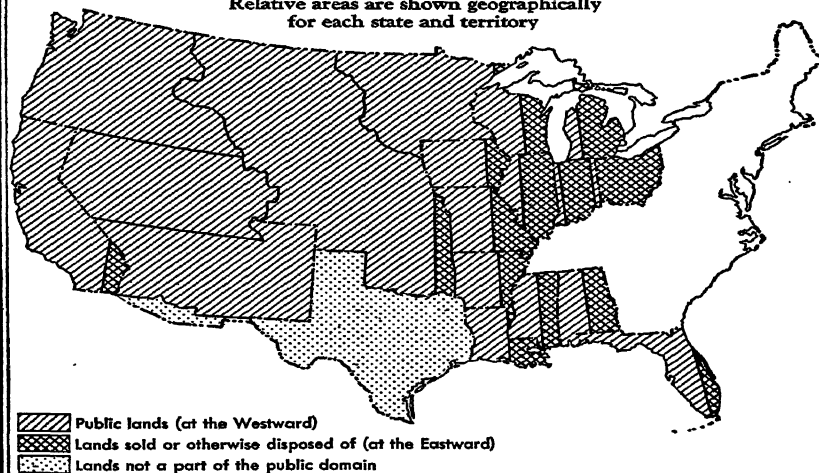 Relative areas are shown geographically
for each state and territory
Public lands (at the Westward)
Lands sold or otherwise disposed of (at the Eastward)
Lands not a part of the public domain